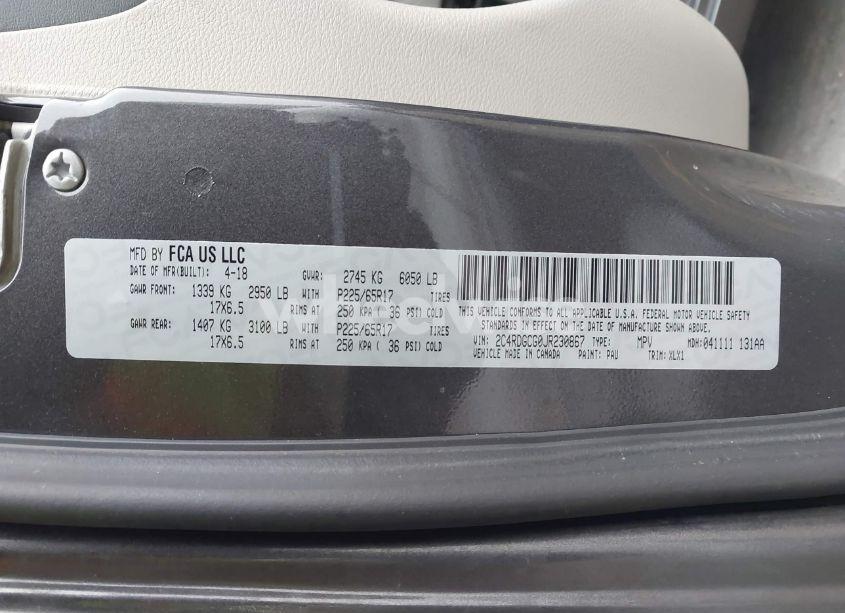 MFD BY FCA US LLC
DATE OF MFR(BUILT): 4-18 GVWR: 2745 KG 6050 LB
GAWR FRONT: 1339 KG 2950 LB WITH P225/65R17 TIRES
17X6.5 RIMS AT 250 KPA ( 36 PSI) COLD
GAWR REAR: 1407 KG 3100 LB WITH P225/65R17 TIRES
17X6.5 RIMS AT 250 KPA ( 36 PSI) COLD
THIS VEHICLE CONFORMS TO ALL APPLICABLE U.S.A. FEDERAL MOTOR VEHICLE SAFETY
STANDARDS IN EFFECT ON THE DATE OF MANUFACTURE SHOWN ABOVE.
VIN: 2C4RDGCG0JR230867 TYPE: MPV MDH:041111 131AA
VEHICLE MADE IN CANADA PAINT: PAU TRIM: XLX1